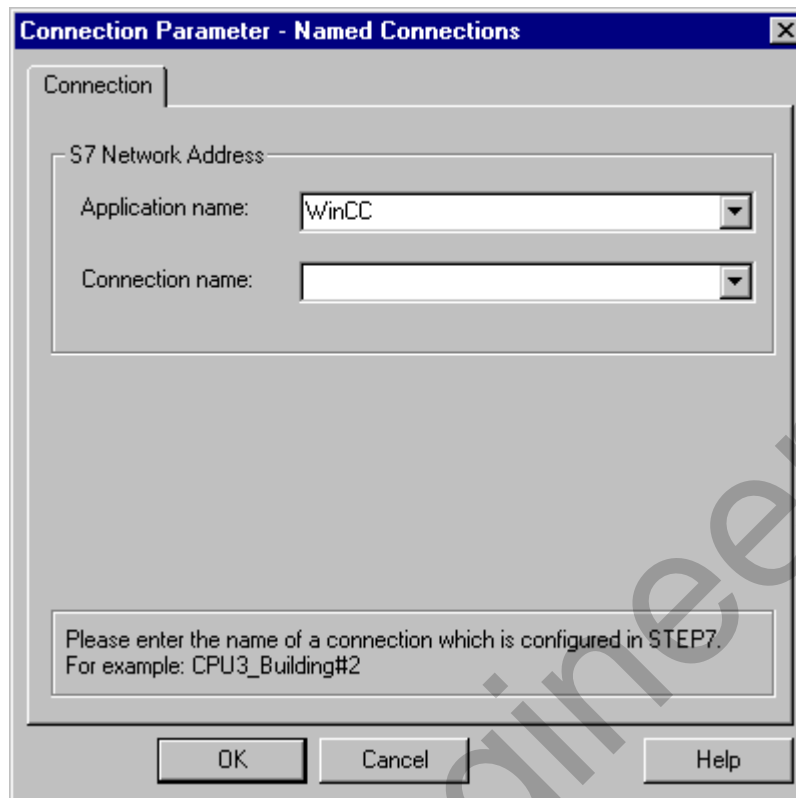 Connection Parameter - Named Connections
Connection
S7 Network Address
Application name: WinCC
Connection name:
Please enter the name of a connection which is configured in STEP7.
For example: CPU3_Building#2
OK Cancel Help